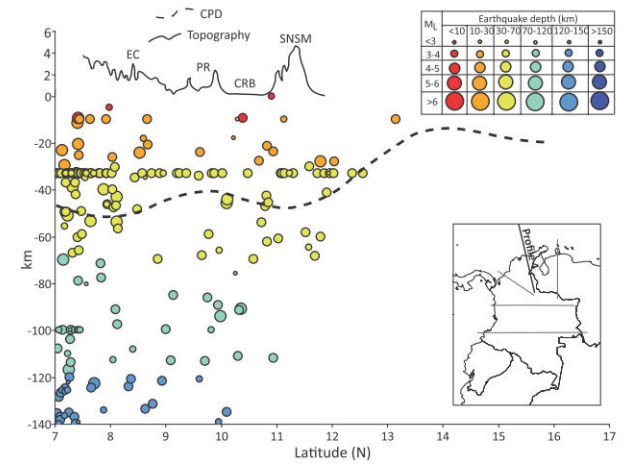 CPD
Topography
SNSM
EC
PR
CRB
6
4
2
0
-20
-40
-60
-80
-100
-120
-140
km
7 8 9 10 11 12 13 14 15 16 17
Latitude (N)
ML Earthquake depth (km)
<10 10-30 30-70 70-120 120-150 >150
<3
3-4
4-5
5-6
>6
Profile A